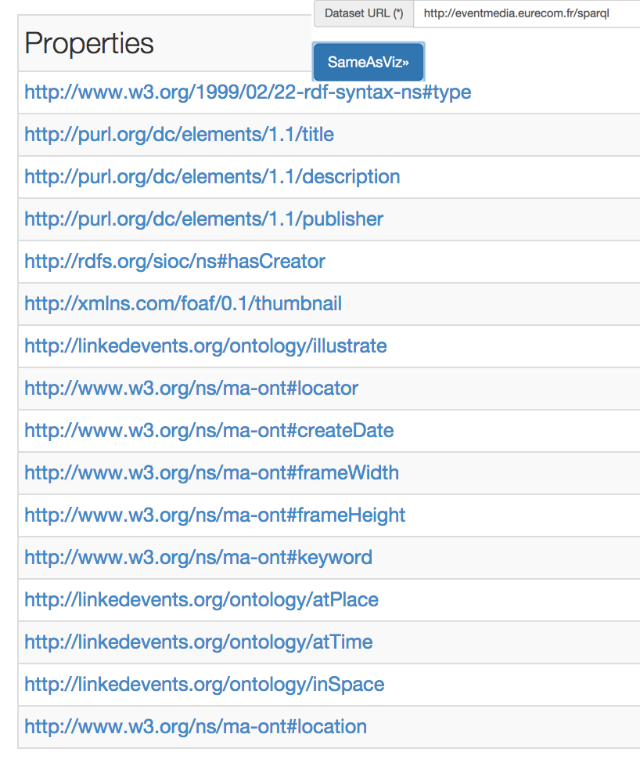 Dataset URL (*) http://eventmedia.eurecom.fr/sparql
Properties
SameAsViz»
http://www.w3.org/1999/02/22-rdf-syntax-ns#type
http://purl.org/dc/elements/1.1/title
http://purl.org/dc/elements/1.1/description
http://purl.org/dc/elements/1.1/publisher
http://rdfs.org/sioc/ns#hasCreator
http://xmlns.com/foaf/0.1/thumbnail
http://linkedevents.org/ontology/illustrate
http://www.w3.org/ns/ma-ont#locator
http://www.w3.org/ns/ma-ont#createDate
http://www.w3.org/ns/ma-ont#frameWidth
http://www.w3.org/ns/ma-ont#frameHeight
http://www.w3.org/ns/ma-ont#keyword
http://linkedevents.org/ontology/atPlace
http://linkedevents.org/ontology/atTime
http://linkedevents.org/ontology/inSpace
http://www.w3.org/ns/ma-ont#location